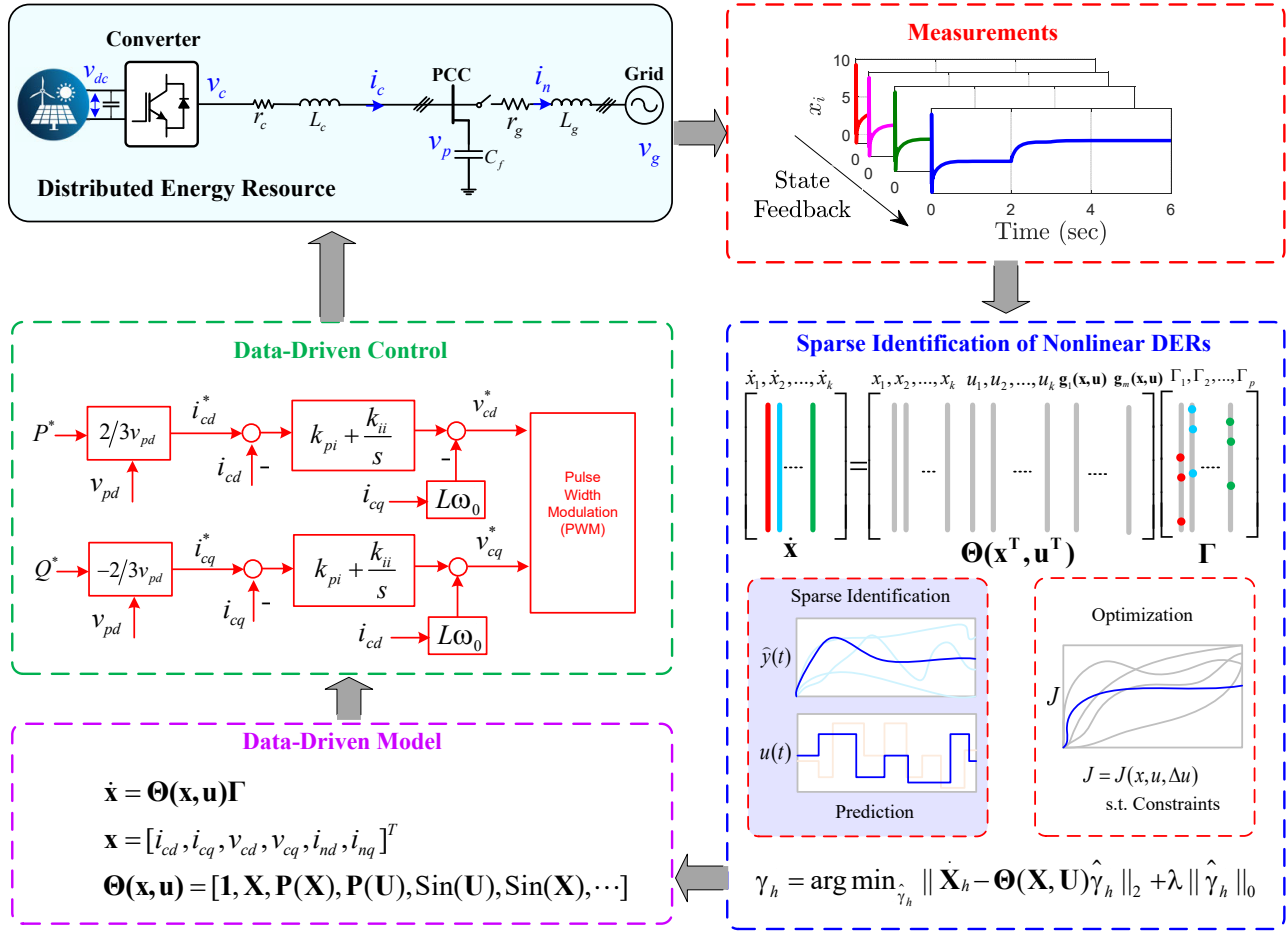 Converter
v_dc
v_c
r_c
L_c
i_c
PCC
v_p
C_f
r_g
i_n
L_g
Grid
v_g
Distributed Energy Resource
Measurements
x_i
10
5
0
0
0
0
0 2 4 6
Time (sec)
State
Feedback
Data-Driven Control
P^*
2/3v_pd
v_pd
i_cd^*
i_cd
-
k_pi + k_ii/s
-
v_cd^*
i_cq
Lω_0
Q^*
-2/3v_pd
v_pd
i_cq^*
i_cq
-
k_pi + k_ii/s
v_cq^*
i_cd
Lω_0
Pulse
Width
Modulation
(PWM)
Sparse Identification of Nonlinear DERs
ẋ_1, ẋ_2, ..., ẋ_k
x_1, x_2, ..., x_k u_1, u_2, ..., u_k g_1(x,u) g_m(x,u)
Γ_1, Γ_2, ..., Γ_p
=
ẋ
Θ(x^T, u^T)
Γ
Sparse Identification
ŷ(t)
u(t)
Prediction
Optimization
J
J = J(x,u,Δu)
s.t. Constraints
γ_h = arg min_γ̂_h || Ẋ_h - Θ(X, U)γ̂_h ||_2 + λ || γ̂_h ||_0
Data-Driven Model
ẋ = Θ(x,u)Γ
x = [i_cd, i_cq, v_cd, v_cq, i_nd, i_nq]^T
Θ(x,u) = [1, X, P(X), P(U), Sin(U), Sin(X), ⋯]